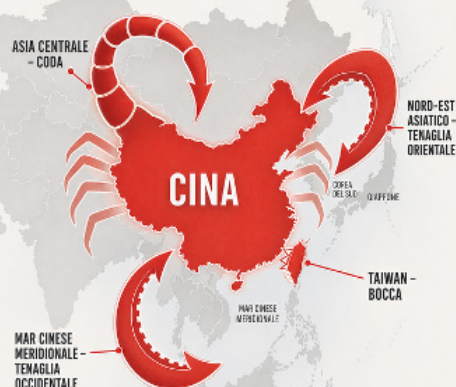 ASIA CENTRALE
– CODA
NORD-EST
ASIATICO –
TENAGLIA
ORIENTALE
CINA
COREA
DEL SUD
GIAPPONE
TAIWAN –
BOCCA
MAR CINESE
MERIDIONALE
MAR CINESE
MERIDIONALE –
TENAGLIA
OCCIDENTALE